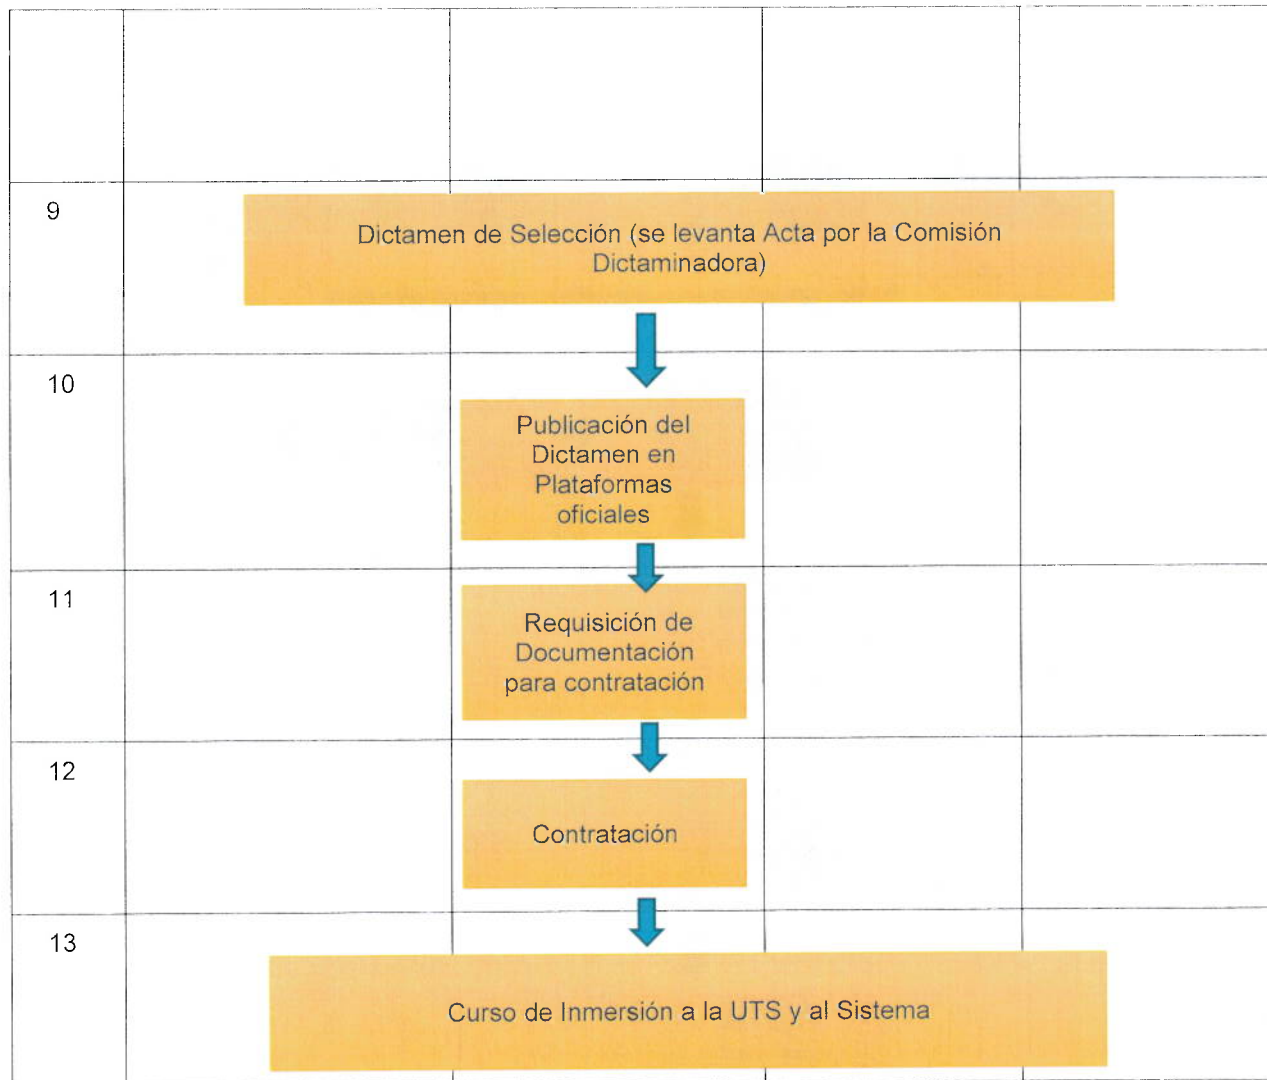 9
Dictamen de Selección (se levanta Acta por la Comisión
Dictaminadora)
10
Publicación del
Dictamen en
Plataformas
oficiales
11
Requisición de
Documentación
para contratación
12
Contratación
13
Curso de Inmersión a la UTS y al Sistema